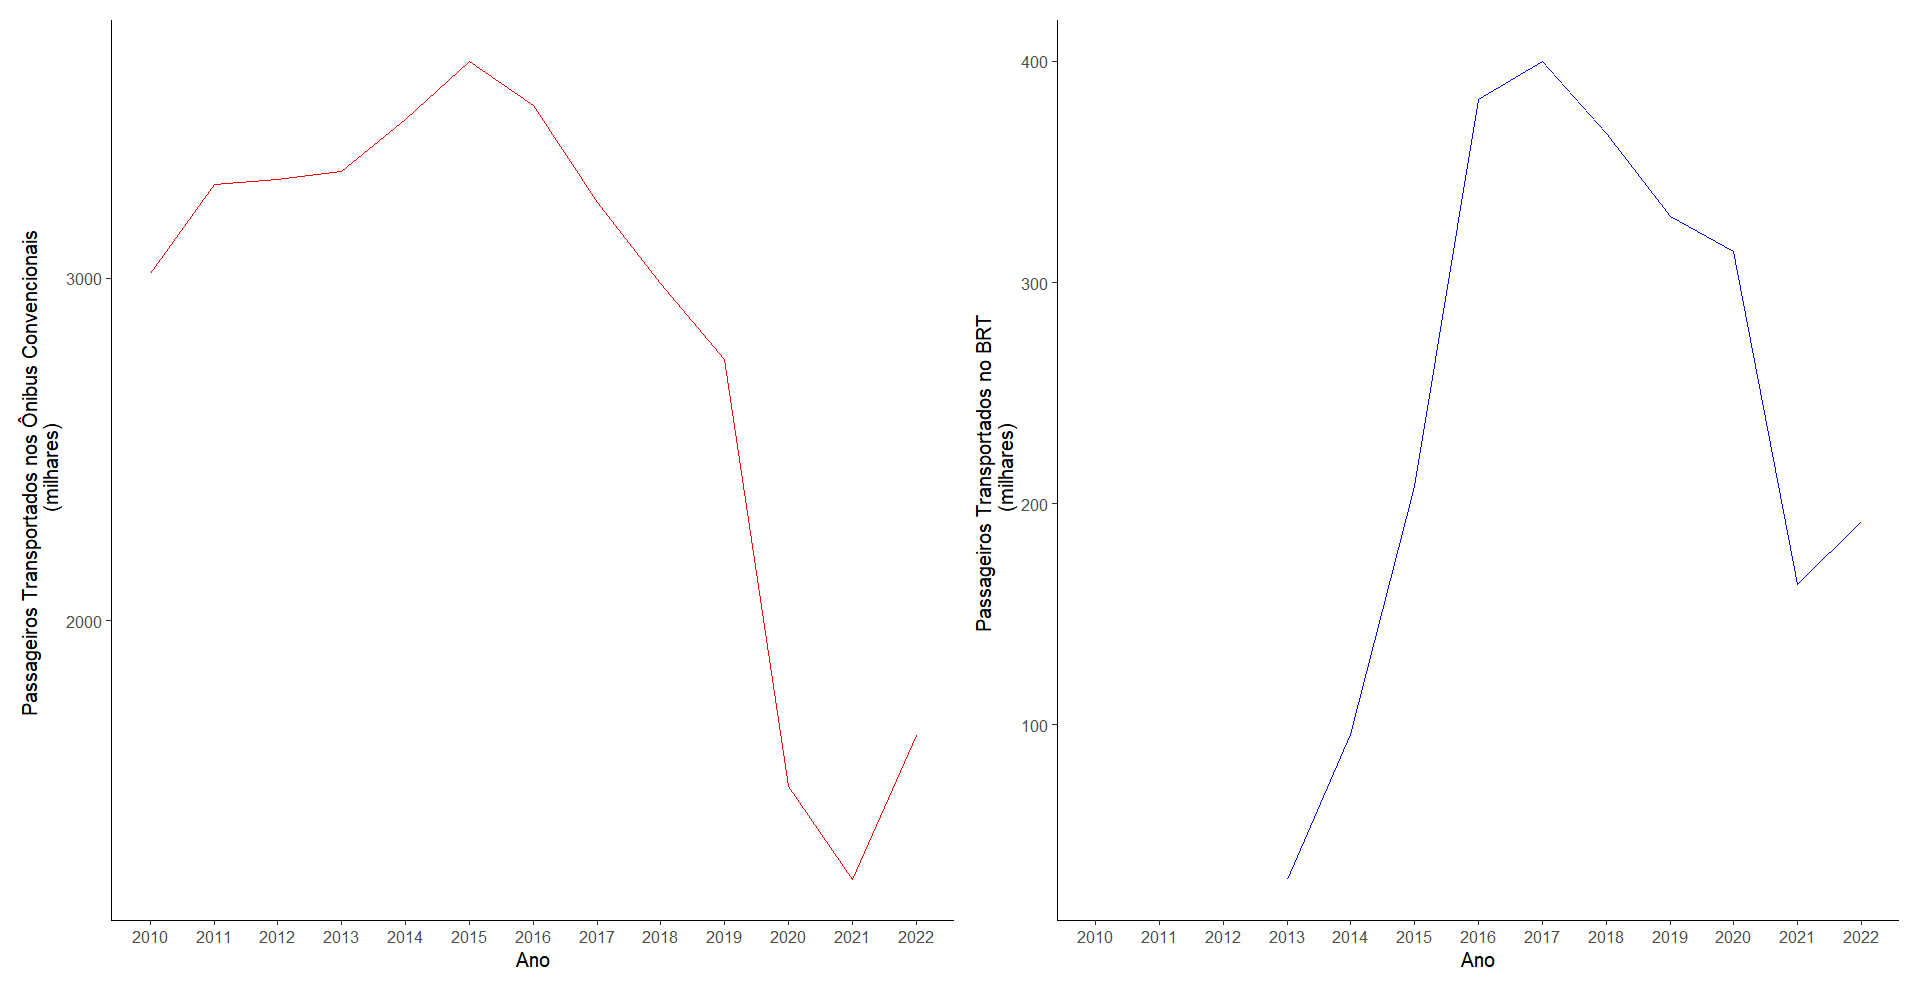 Passageiros Transportados nos Ônibus Convencionais
(milhares)
3000
2000
2010 2011 2012 2013 2014 2015 2016 2017 2018 2019 2020 2021 2022
Ano
Passageiros Transportados no BRT
(milhares)
400
300
200
100
2010 2011 2012 2013 2014 2015 2016 2017 2018 2019 2020 2021 2022
Ano